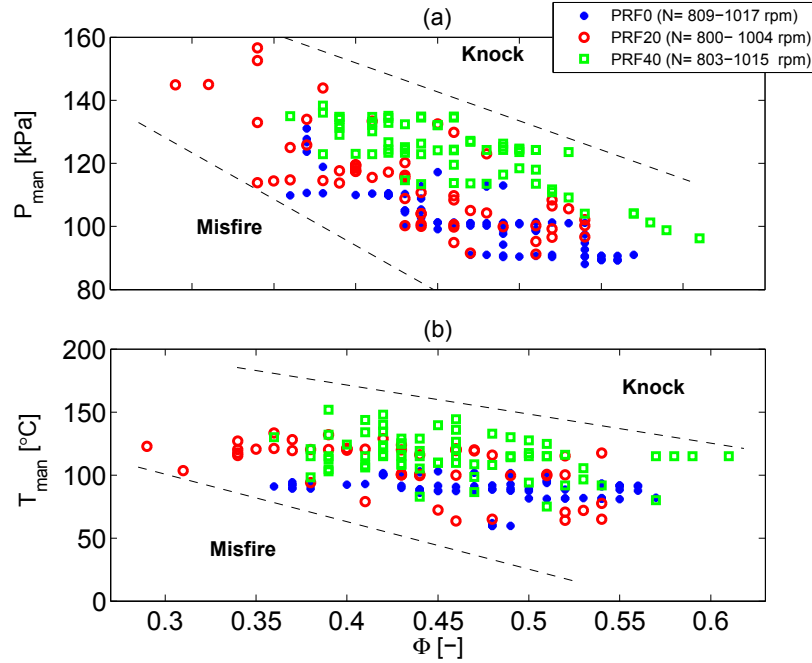 (a)
PRF0 (N= 809−1017 rpm)
PRF20 (N= 800− 1004 rpm)
PRF40 (N= 803−1015 rpm)
160
140
120
100
80
P_man [kPa]
Knock
Misfire
(b)
200
150
100
50
0
T_man [°C]
Knock
Misfire
0.3 0.35 0.4 0.45 0.5 0.55 0.6
Φ [−]